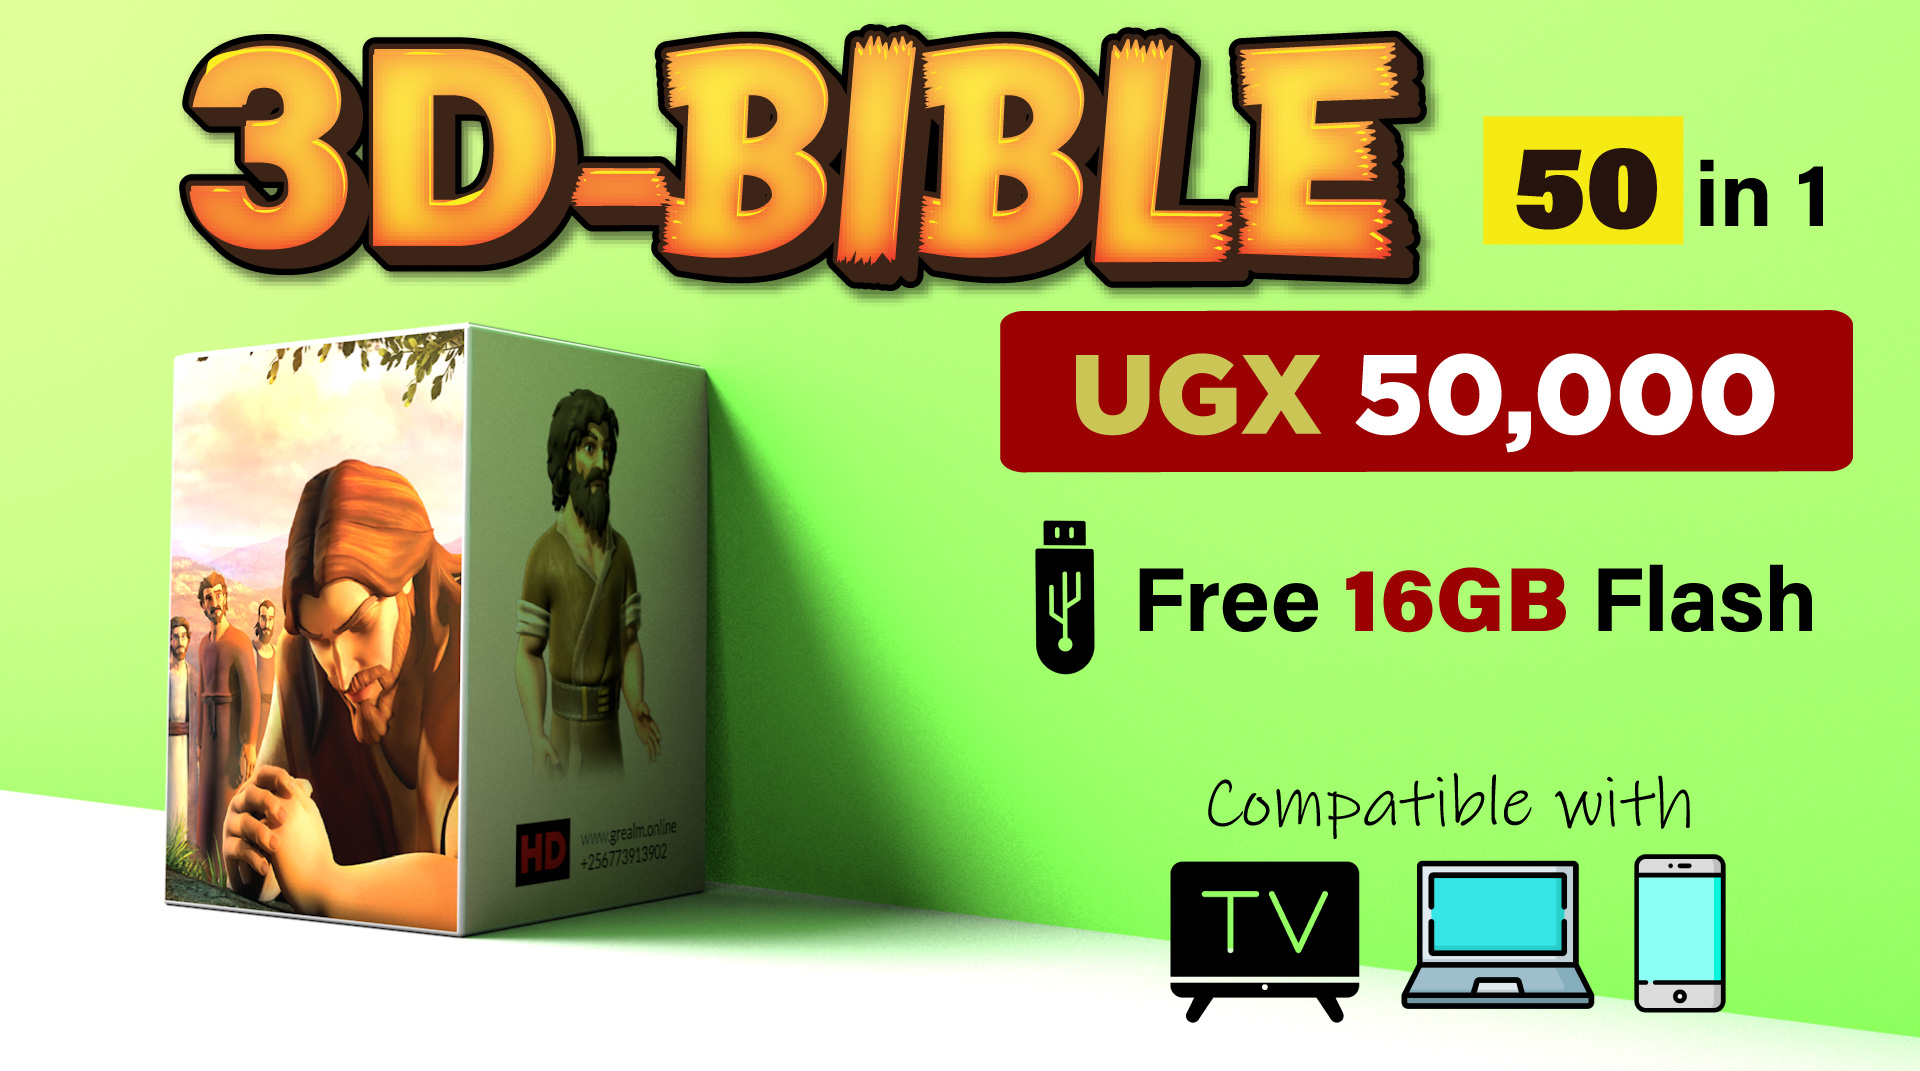 3D-BIBLE
50 in 1
UGX 50,000
Free 16GB Flash
HD
www.grealm.online
+256773913902
Compatible with
TV